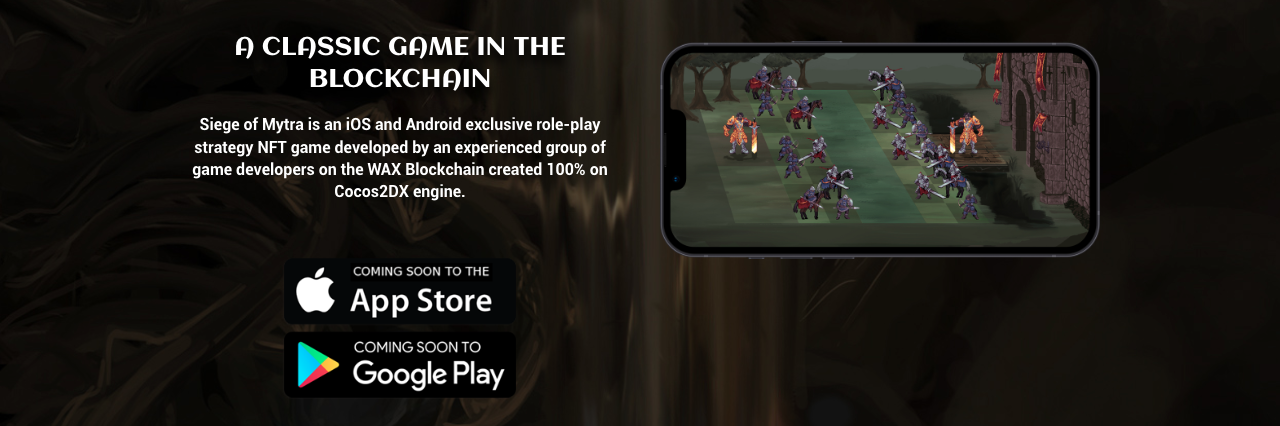 A CLASSIC GAME IN THE
BLOCKCHAIN
Siege of Mytra is an iOS and Android exclusive role-play
strategy NFT game developed by an experienced group of
game developers on the WAX Blockchain created 100% on
Cocos2DX engine.
COMING SOON TO THE
App Store
COMING SOON TO
Google Play